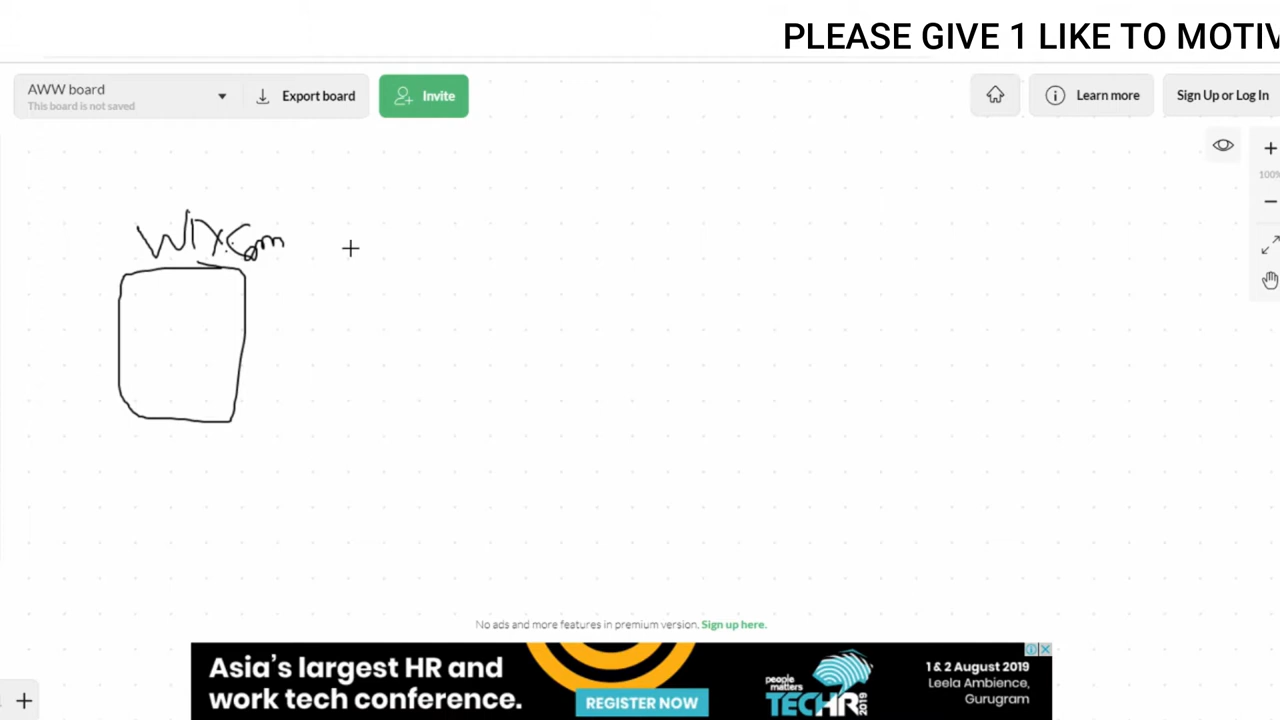 PLEASE GIVE 1 LIKE TO MOTIV
AWW board
This board is not saved
Export board
Invite
Learn more
Sign Up or Log In
100%
WIX.Com
No ads and more features in premium version. Sign up here.
Asia's largest HR and
work tech conference.
REGISTER NOW
people
matters
TECHR
2019
1 & 2 August 2019
Leela Ambience,
Gurugram